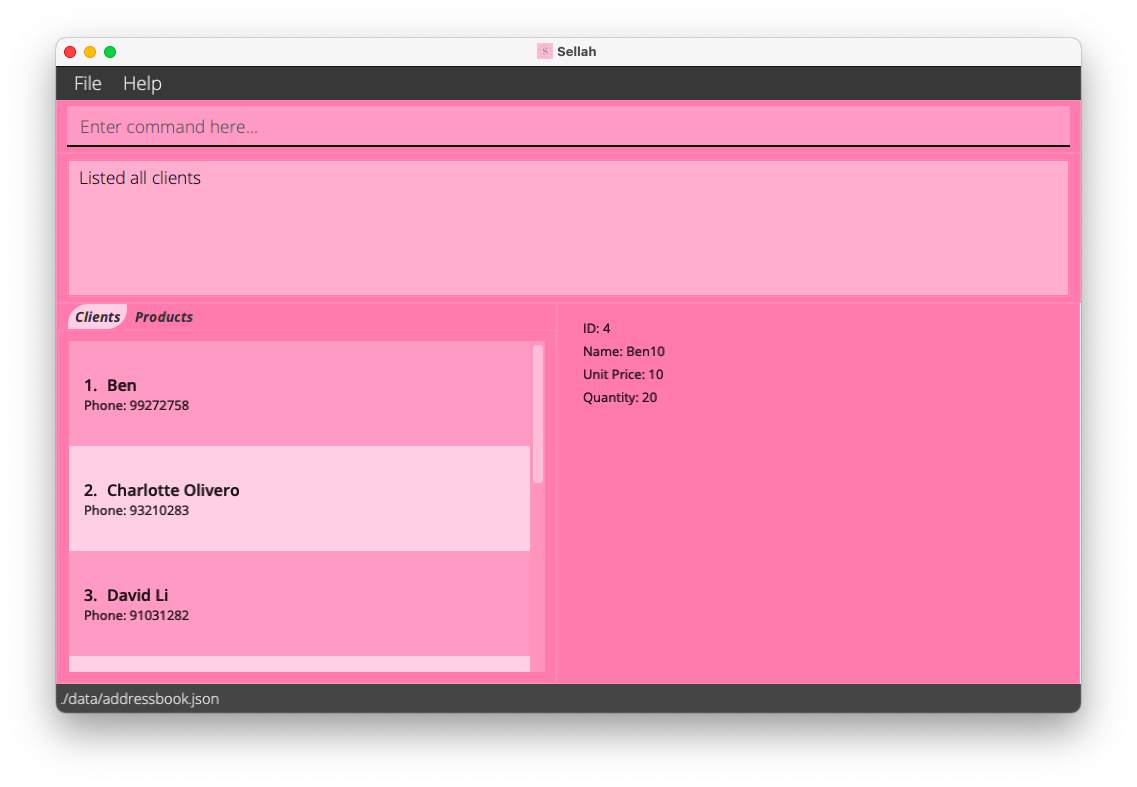 S Sellah
File Help
Enter command here...
Listed all clients
Clients Products
1. Ben
Phone: 99272758
2. Charlotte Olivero
Phone: 93210283
3. David Li
Phone: 91031282
ID: 4
Name: Ben10
Unit Price: 10
Quantity: 20
./data/addressbook.json